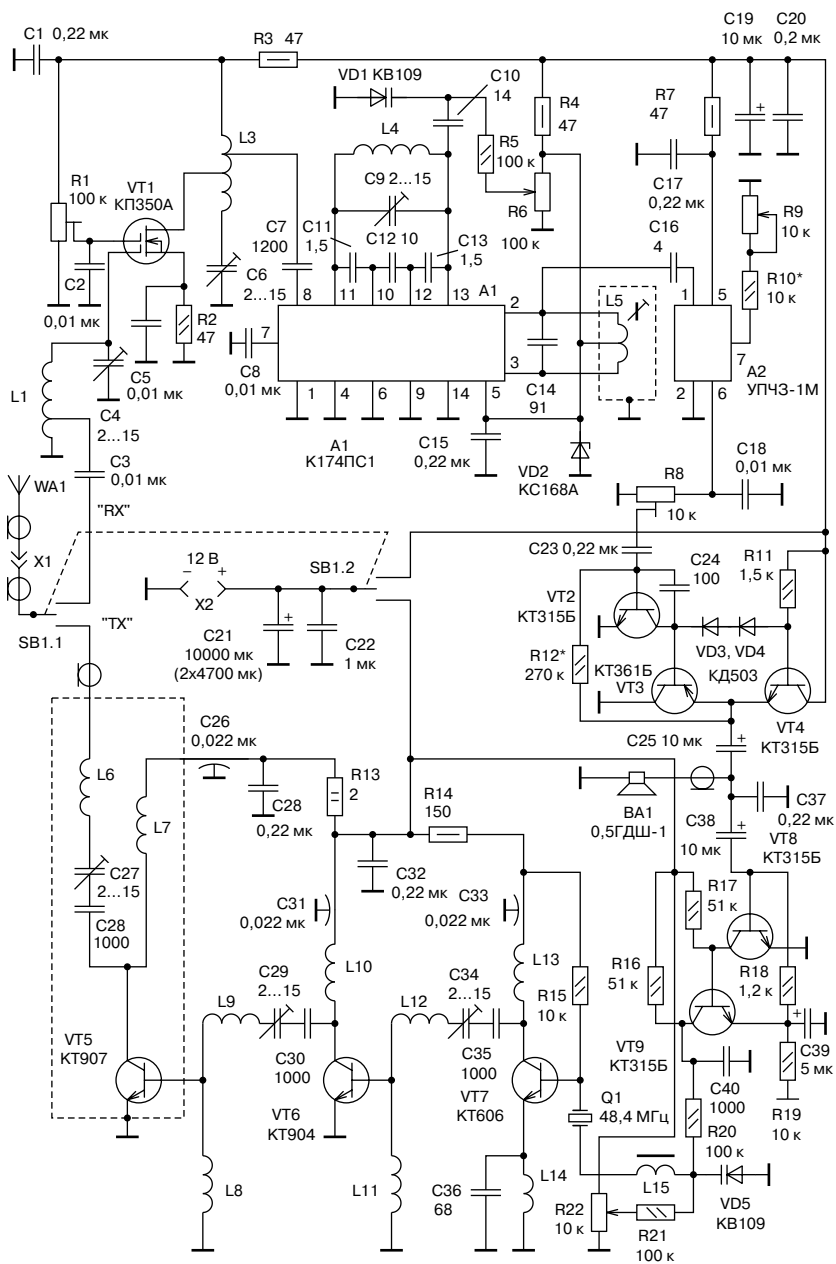 C1
0,22 мк
R3 47
C19
10 мк
C20
0,2 мк
VD1 КВ109
C10
14
L3
L4
R4
47
R7
47
R5
100 к
R1
100 к
VT1
КП350А
C9 2...15
C17
0,22 мк
R6
100 к
R9
10 к
C7
1200
C11
1,5
C12 10
C13
1,5
C16
4
C2
C6
2...15
R10*
10 к
0,01 мк
8
11
10
12
13
A1
2
L5
1
5
R2
47
7
3
7
C8
0,01 мк
A2
УПЧЗ-1М
L1
C5
0,01 мк
1
4
6
9
14
5
C14
91
2
6
C4
2...15
A1
К174ПС1
C15
0,22 мк
VD2
КС168А
C18
0,01 мк
C3
0,01 мк
R8
10 к
WA1
"RX"
X1
12 В
−
+
X2
SB1.2
C23 0,22 мк
C24
100
R11
1,5 к
VT2
КТ315Б
SB1.1
"TX"
C21
10000 мк
(2x4700 мк)
+
C22
1 мк
R12*
270 к
КТ361Б
VT3
VD3, VD4
КД503
VT4
КТ315Б
C26
0,022 мк
C25 10 мк
+
L6
L7
C28
0,22 мк
R13
2
R14
150
BA1
0,5ГДШ-1
C37
0,22 мк
C38
10 мк
+
VT8
КТ315Б
C27
2...15
C32
0,22 мк
C31
0,022 мк
C33
0,022 мк
R17
51 к
C28
1000
L10
L13
R16
51 к
R18
1,2 к
L9
C29
2...15
L12
C34
2...15
R15
10 к
VT5
КТ907
C30
1000
C35
1000
VT9
КТ315Б
+
C39
5 мк
VT6
КТ904
VT7
КТ606
Q1
48,4 МГц
C40
1000
R19
10 к
R20
100 к
L8
L11
C36
68
L14
L15
R22
10 к
R21
100 к
VD5
КВ109